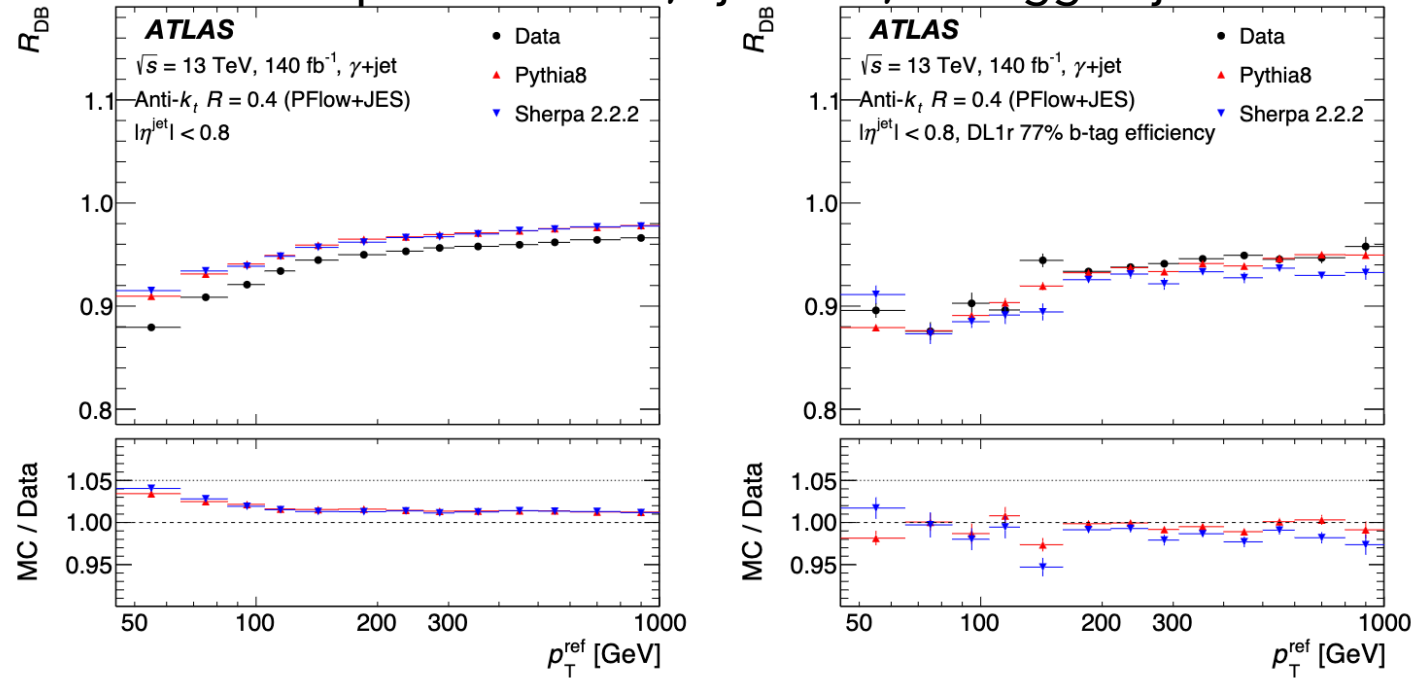 R_DB
ATLAS
√s = 13 TeV, 140 fb⁻¹, γ+jet
Anti-k_t R = 0.4 (PFlow+JES)
|η^jet| < 0.8
Data
Pythia8
Sherpa 2.2.2
1.1
1.0
0.9
0.8
MC / Data
1.05
1.00
0.95
50 100 200 300 1000
p_T^ref [GeV]
R_DB
ATLAS
√s = 13 TeV, 140 fb⁻¹, γ+jet
Anti-k_t R = 0.4 (PFlow+JES)
|η^jet| < 0.8, DL1r 77% b-tag efficiency
Data
Pythia8
Sherpa 2.2.2
1.1
1.0
0.9
0.8
MC / Data
1.05
1.00
0.95
50 100 200 300 1000
p_T^ref [GeV]